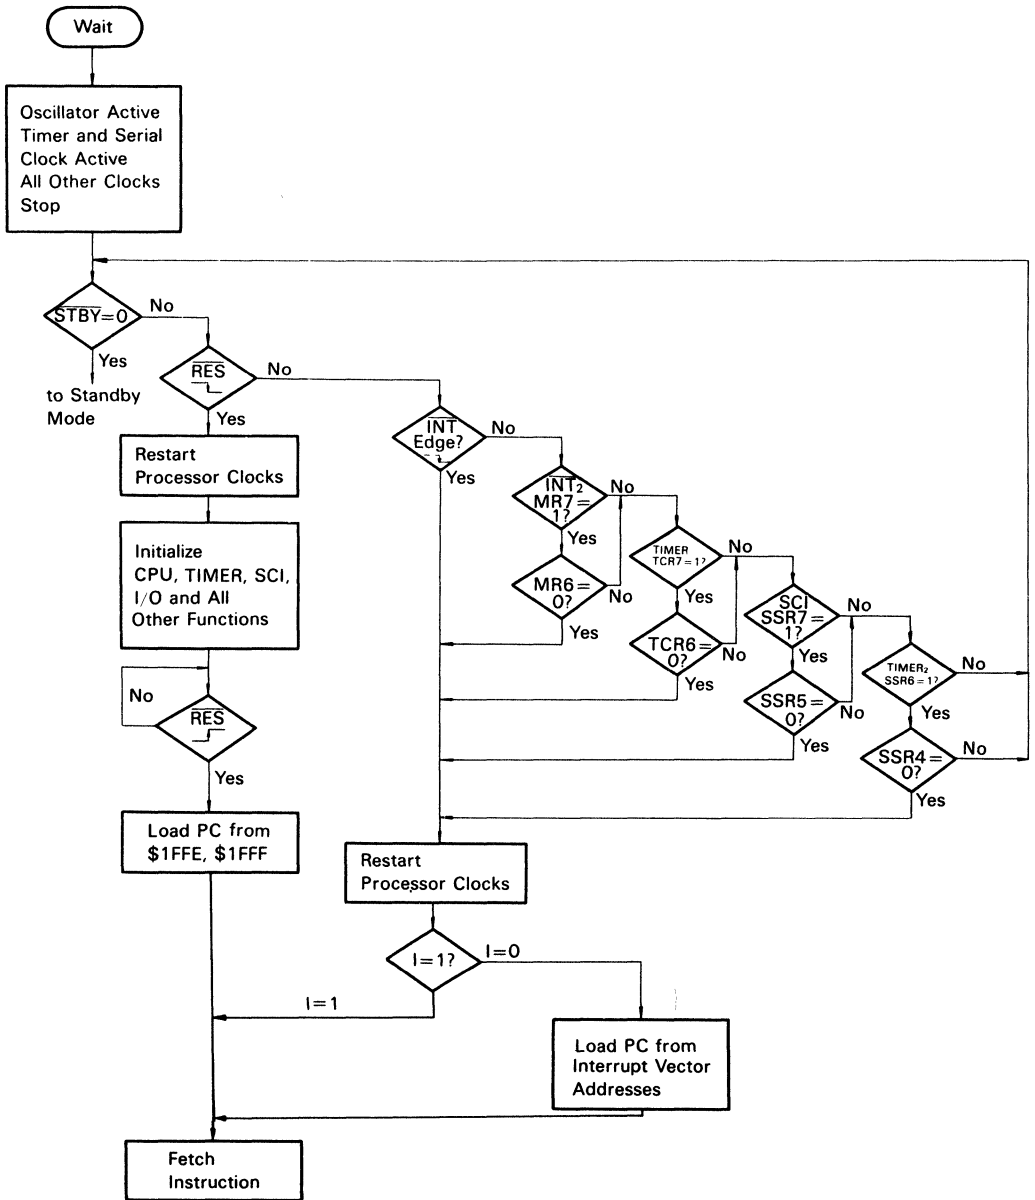 Wait
Oscillator Active
Timer and Serial
Clock Active
All Other Clocks
Stop
STBY=0
No
Yes
to Standby
Mode
RES
No
Yes
Restart
Processor Clocks
Initialize
CPU, TIMER, SCI,
I/O and All
Other Functions
No
RES
Yes
Load PC from
$1FFE, $1FFF
INT
Edge?
No
Yes
INT2
MR7=
1?
No
Yes
MR6=
0?
No
Yes
TIMER
TCR7=1?
No
Yes
TCR6=
0?
No
Yes
SCI
SSR7=
1?
No
Yes
SSR5=
0?
No
Yes
TIMER2
SSR6=1?
No
Yes
SSR4=
0?
No
Yes
Restart
Processor Clocks
I=1?
I=0
I=1
Load PC from
Interrupt Vector
Addresses
Fetch
Instruction